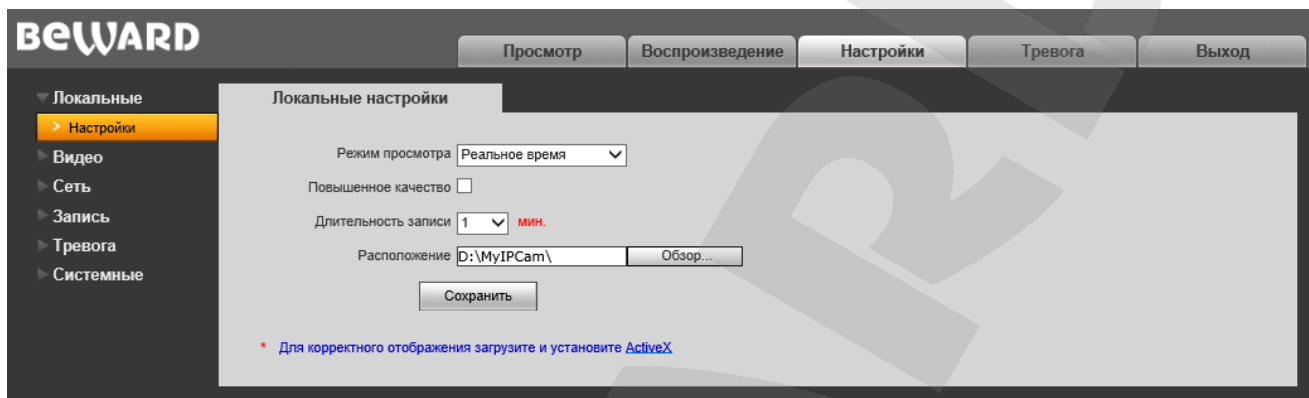 BEWARD
Просмотр Воспроизведение Настройки Тревога Выход
Локальные
> Настройки
Видео
Сеть
Запись
Тревога
Системные
Локальные настройки
Режим просмотра Реальное время
Повышенное качество
Длительность записи 1 мин.
Расположение D:\MyIPCam\ Обзор...
Сохранить
* Для корректного отображения загрузите и установите ActiveX